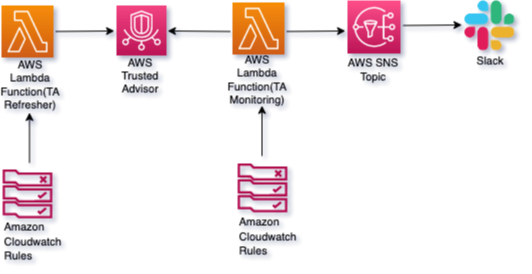 AWS
Lambda
Function(TA
Refresher)
AWS
Trusted
Advisor
AWS
Lambda
Function(TA
Monitoring)
AWS SNS
Topic
Slack
Amazon
Cloudwatch
Rules
Amazon
Cloudwatch
Rules